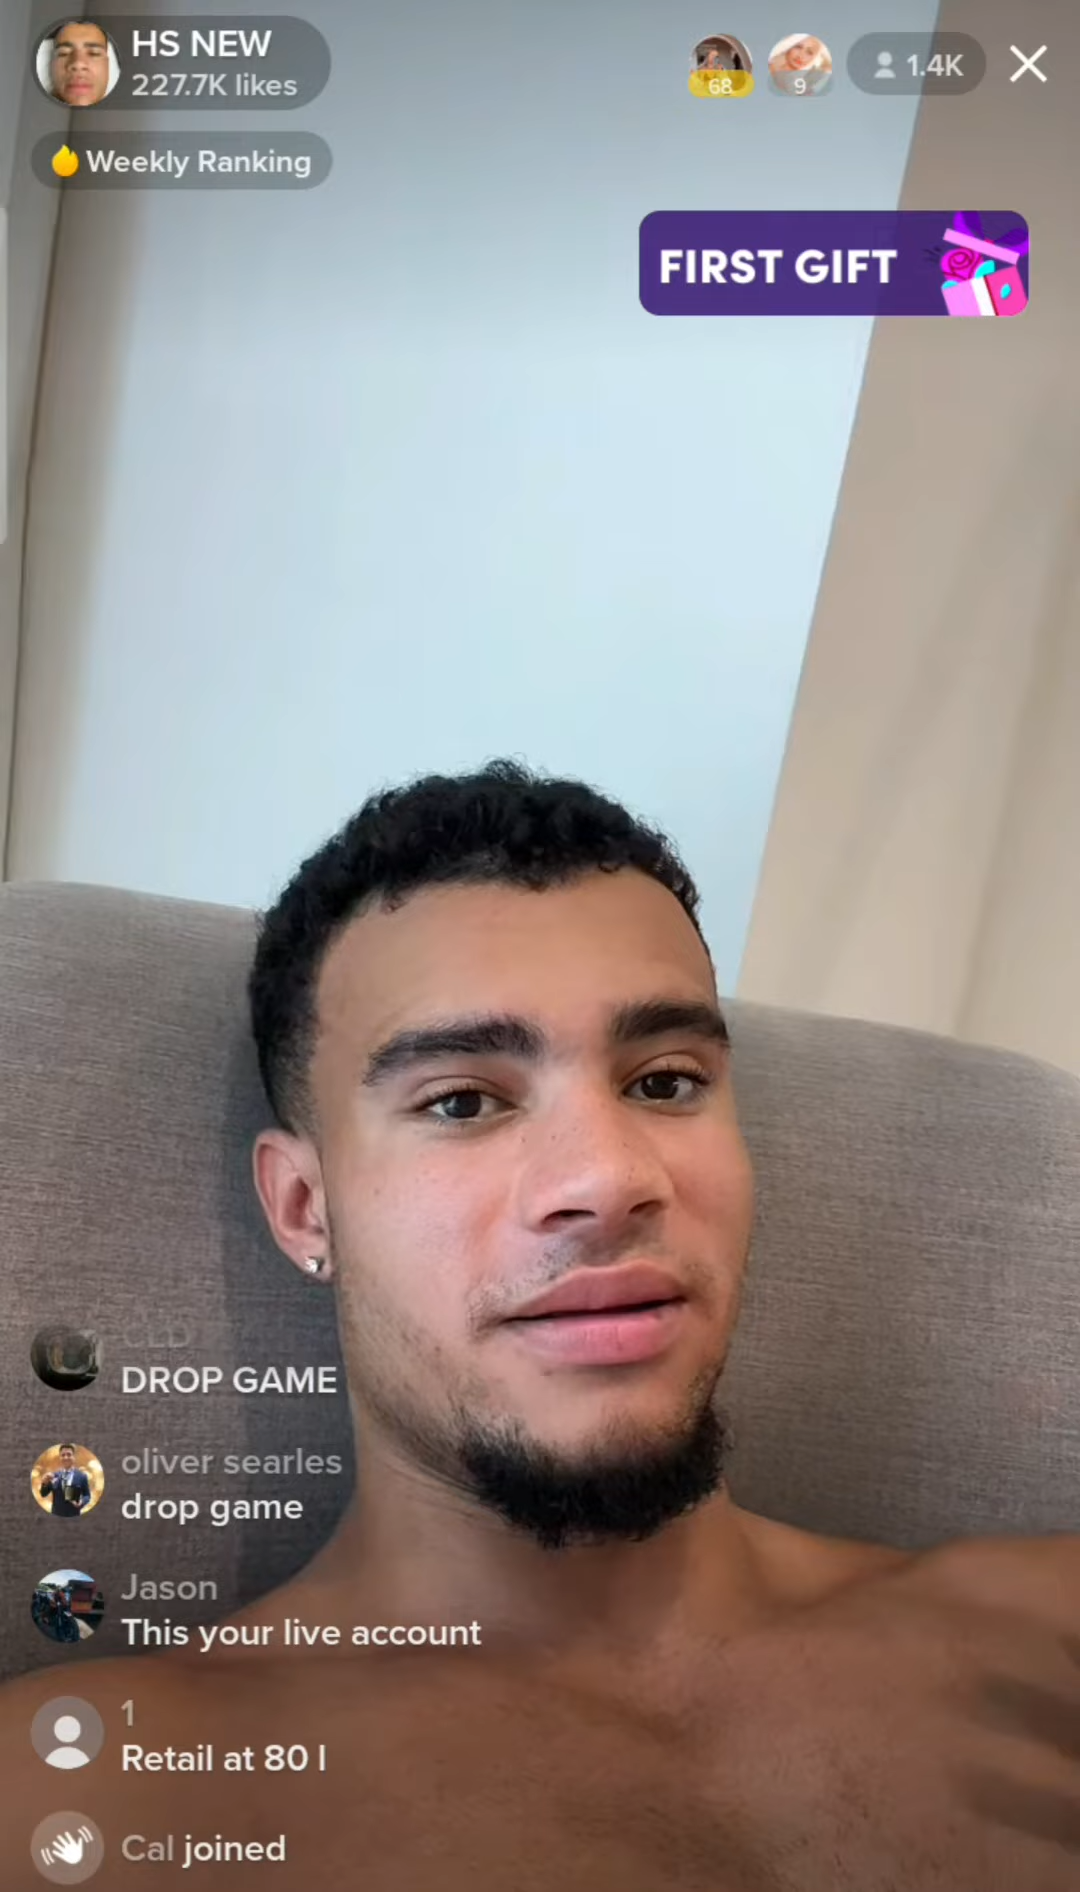 HS NEW
227.7K likes
68
9
1.4K
Weekly Ranking
FIRST GIFT
CLD
DROP GAME
oliver searles
drop game
Jason
This your live account
1
Retail at 80 l
Cal joined